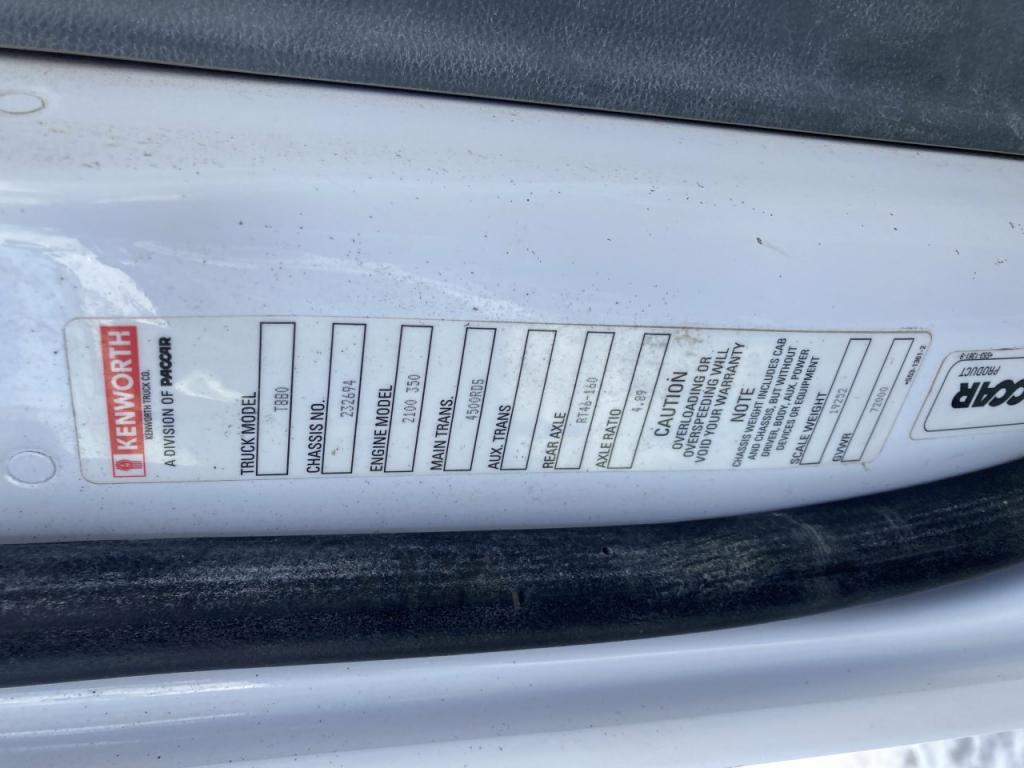 KENWORTH
KENWORTH TRUCK CO.
A DIVISION OF PACCAR
TRUCK MODEL
T880
CHASSIS NO.
232694
ENGINE MODEL
2100 350
MAIN TRANS.
4500RDS
AUX. TRANS
REAR AXLE
RT46-160
AXLE RATIO
4.89
CAUTION
OVERLOADING OR
OVERSPEEDING WILL
VOID YOUR WARRANTY
NOTE
CHASSIS WEIGHT INCLUDES CAB
AND CHASSIS, BUT WITHOUT
DRIVER, BODY / AUX. POWER
DEVICES OR EQUIPMENT
SCALE WEIGHT
19252
GVWR
72000
CCAR
PRODUCT